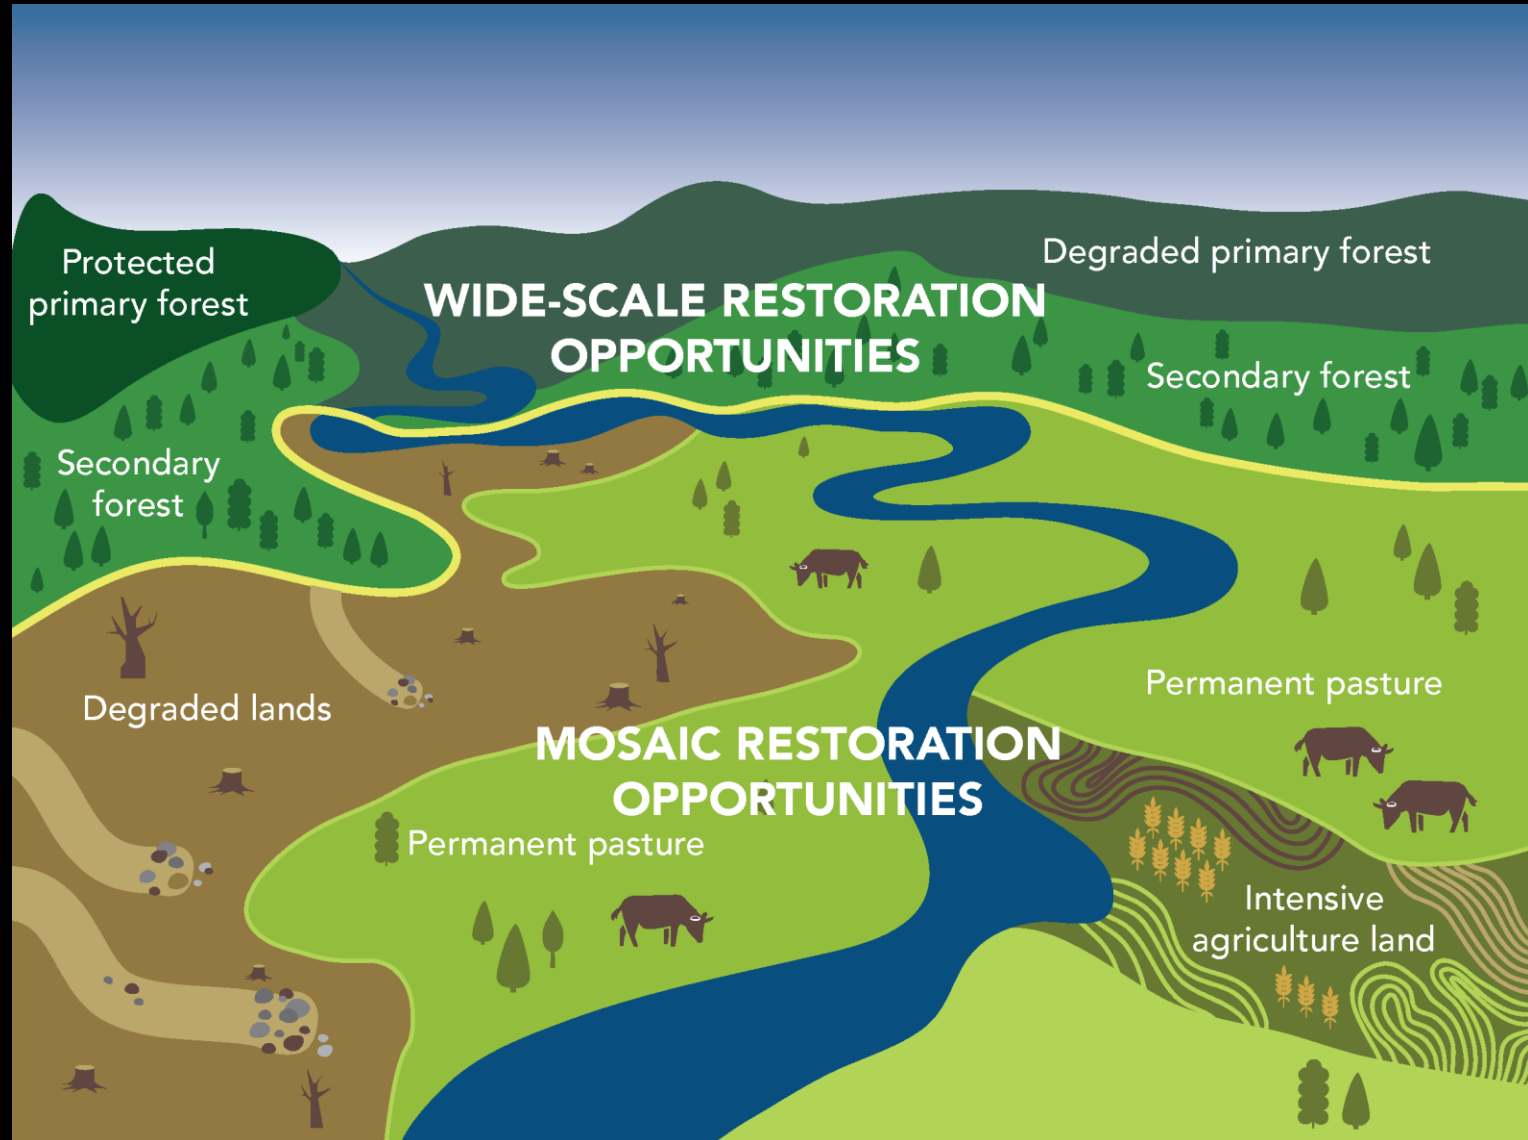 Protected
primary forest
Degraded primary forest
WIDE-SCALE RESTORATION
OPPORTUNITIES
Secondary forest
Secondary
forest
Degraded lands
Permanent pasture
MOSAIC RESTORATION
OPPORTUNITIES
Permanent pasture
Intensive
agriculture land